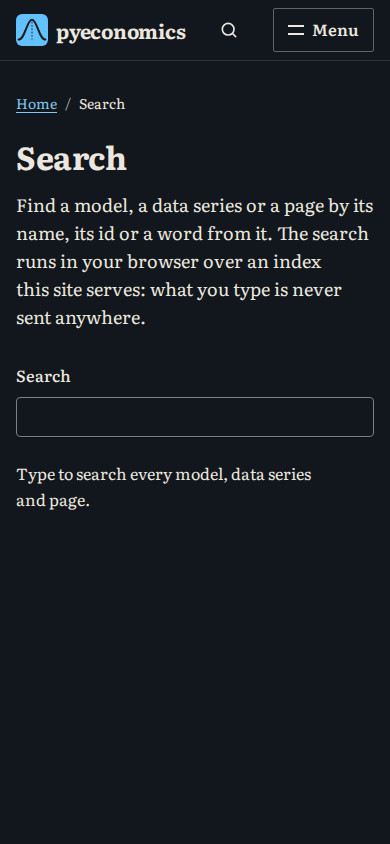 pyeconomics
Menu
Home / Search
Search
Find a model, a data series or a page by its
name, its id or a word from it. The search
runs in your browser over an index
this site serves: what you type is never
sent anywhere.
Search
Type to search every model, data series
and page.